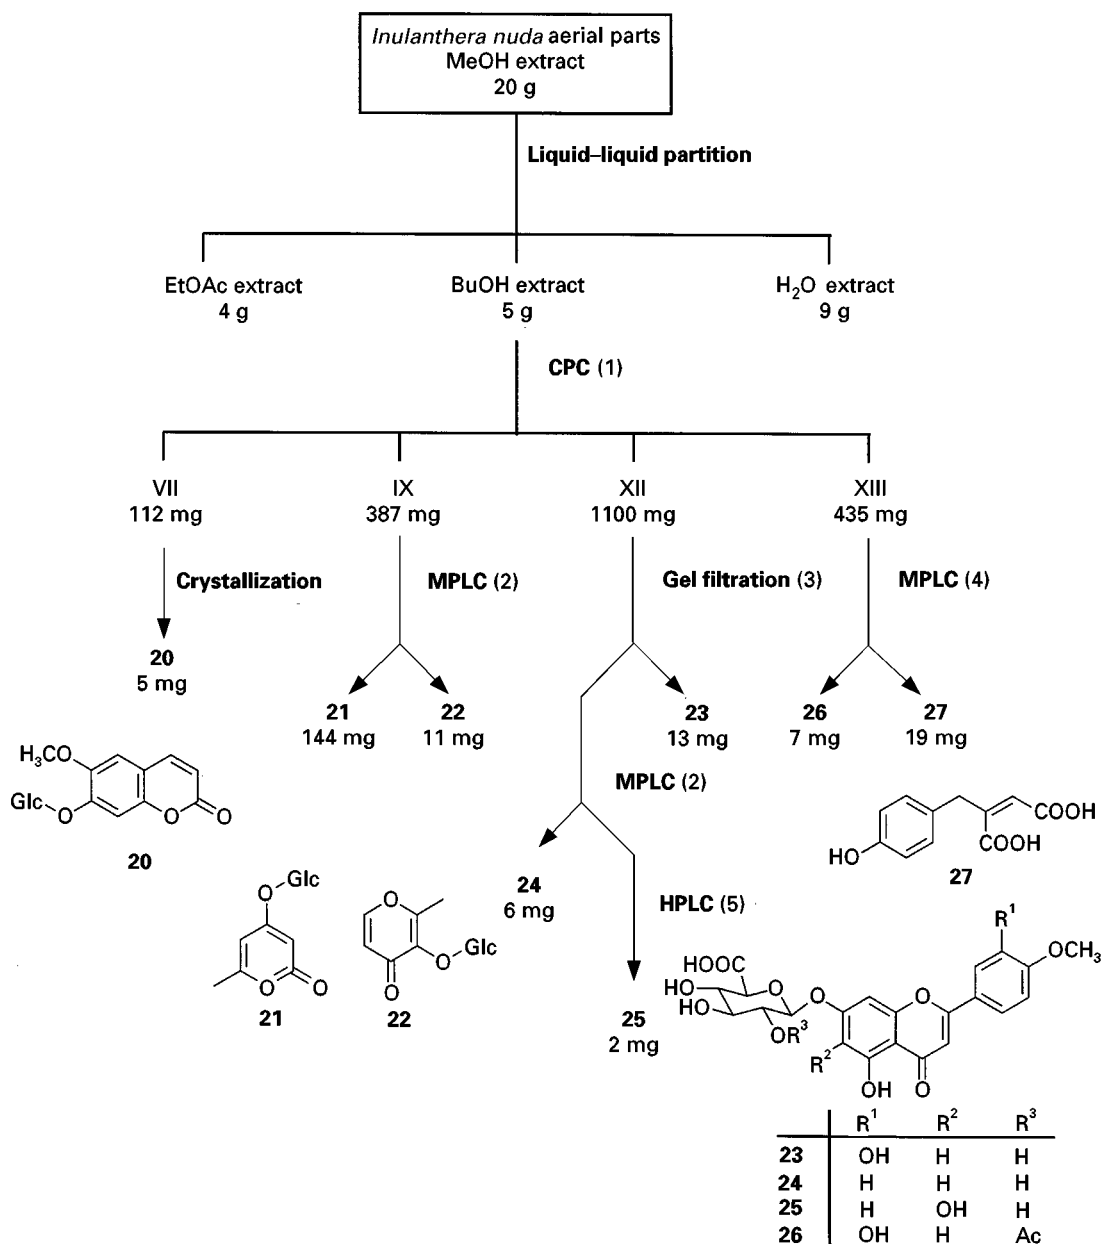 Inulanthera nuda aerial parts
MeOH extract
20 g
Liquid–liquid partition
EtOAc extract
4 g
BuOH extract
5 g
H₂O extract
9 g
CPC (1)
VII
112 mg
IX
387 mg
XII
1100 mg
XIII
435 mg
Crystallization
MPLC (2)
Gel filtration (3)
MPLC (4)
20
5 mg
21
144 mg
22
11 mg
23
13 mg
26
7 mg
27
19 mg
MPLC (2)
24
6 mg
HPLC (5)
25
2 mg
H₃CO
Glc
O
O
O
20
O
Glc
O
O
21
O
O
Glc
O
22
HO
COOH
COOH
27
HOOC
HO
HO
O
O
OR³
R²
OH
O
O
R¹
OCH₃
R¹ R² R³
23 OH H H
24 H H H
25 H OH H
26 OH H Ac